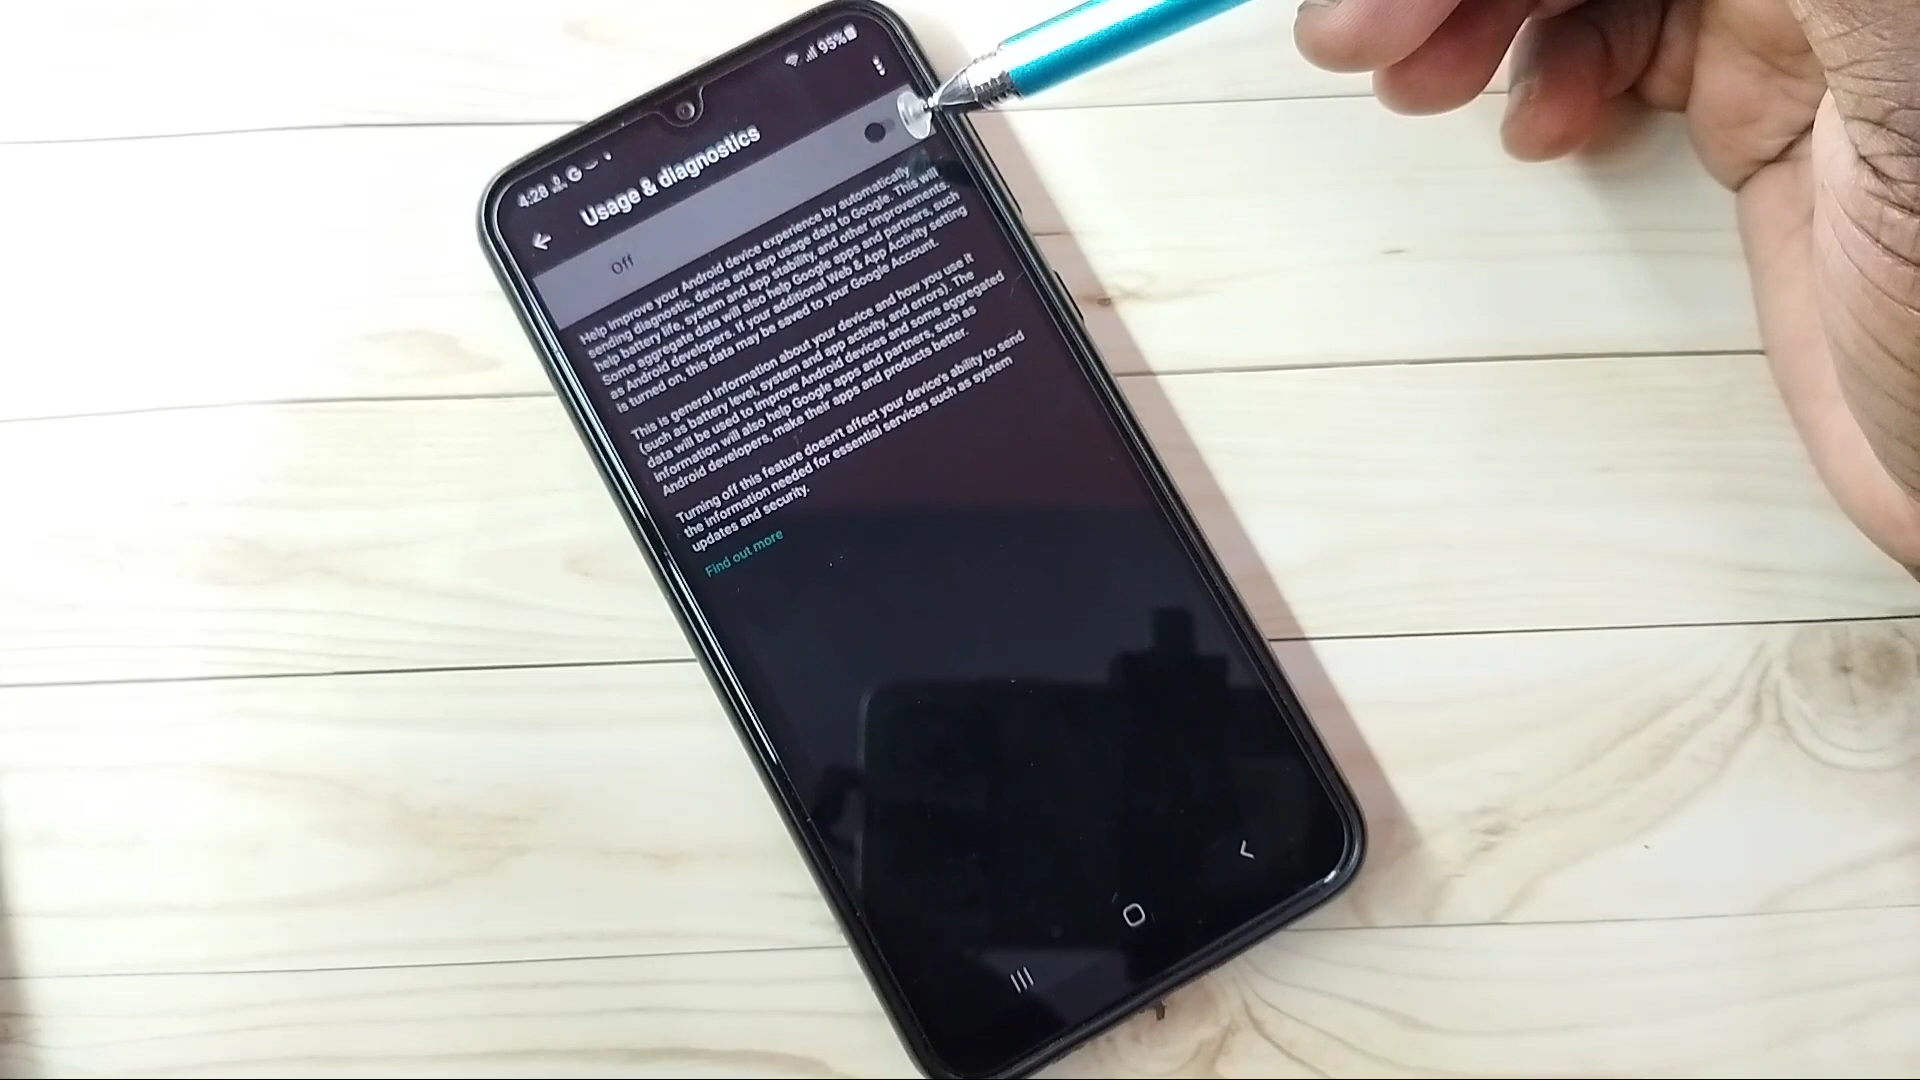 4:28 G 95%
Usage & diagnostics
Off
Help improve your Android device experience by automatically
sending diagnostic, device and app usage data to Google. This will
help battery life, system and app stability, and other improvements.
Some aggregate data will also help Google apps and partners, such
as Android developers. If your additional Web & App Activity setting
is turned on, this data may be saved to your Google Account.
This is general information about your device and how you use it
(such as battery level, system and app activity, and errors). The
data will be used to improve Android devices and some aggregated
information will also help Google apps and partners, such as
Android developers, make their apps and products better.
Turning off this feature doesn't affect your device's ability to send
the information needed for essential services such as system
updates and security.
Find out more